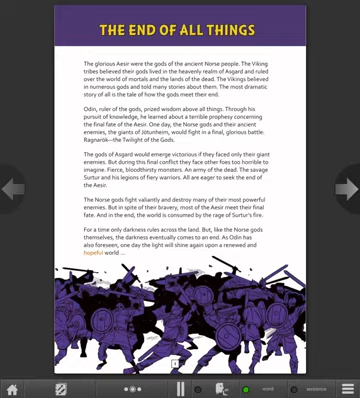 THE END OF ALL THINGS
The glorious Aesir were the gods of the ancient Norse people. The Viking
tribes believed their gods lived in the heavenly realm of Asgard and ruled
over the world of mortals and the lands of the dead. The Vikings believed
in numerous gods and told many stories about them. The most dramatic
story of all is the tale of how the gods meet their end.
Odin, ruler of the gods, prized wisdom above all things. Through his
pursuit of knowledge, he learned about a terrible prophecy concerning
the final fate of the Aesir. One day, the Norse gods and their ancient
enemies, the giants of Jötunheim, would fight in a final, glorious battle:
Ragnarök—the Twilight of the Gods.
The gods of Asgard would emerge victorious if they faced only their giant
enemies. But during this final conflict they face other foes too horrible to
imagine. Fierce, bloodthirsty monsters. An army of the dead. The savage
Surtur and his legions of fiery warriors. All are eager to seek the end of
the Aesir.
The Norse gods fight valiantly and destroy many of their most powerful
enemies. But in spite of their bravery, most of the Aesir meet their final
fate. And in the end, the world is consumed by the rage of Surtur's fire.
For a time only darkness rules across the land. But, like the Norse gods
themselves, the darkness eventually comes to an end. As Odin has
also foreseen, one day the light will shine again upon a renewed and
hopeful world ...
4
word
sentence